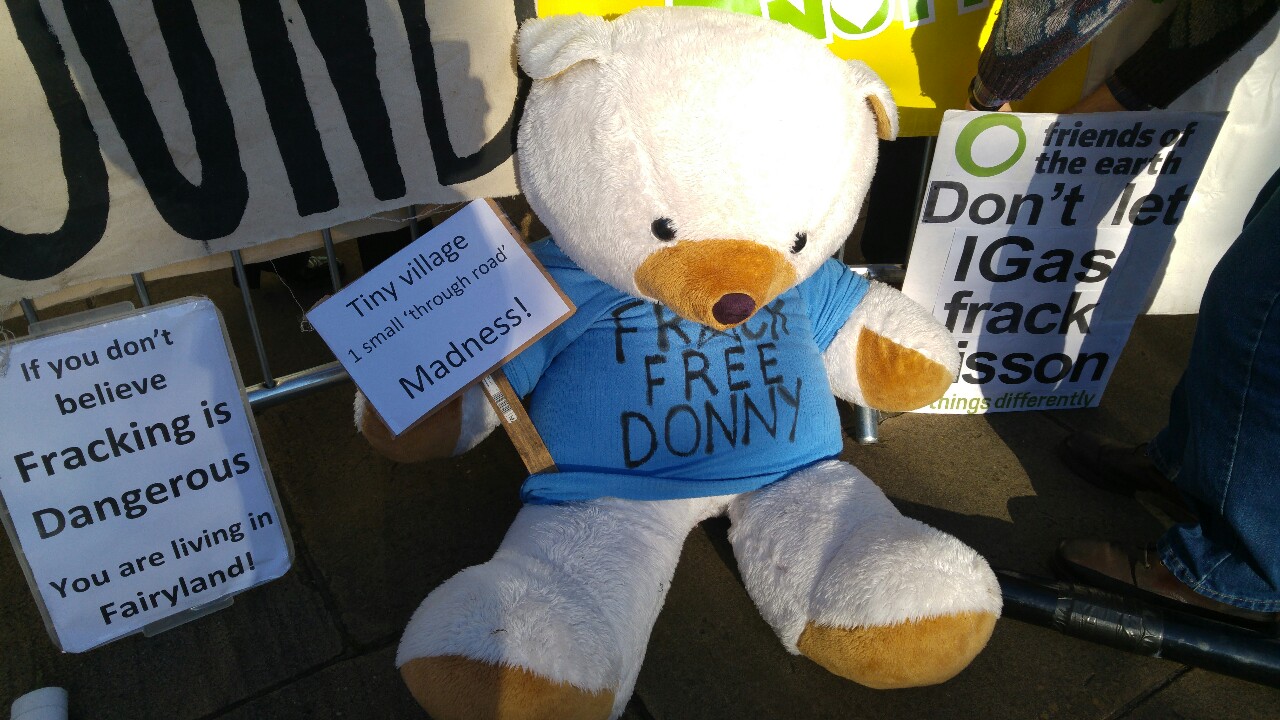 If you don't
believe
Fracking is
Dangerous
You are living in
Fairyland!
Tiny village
1 small 'through road'
Madness!
FRACK
FREE
DONNY
friends of
the earth
Don't let
IGas
frack
isson
things differently